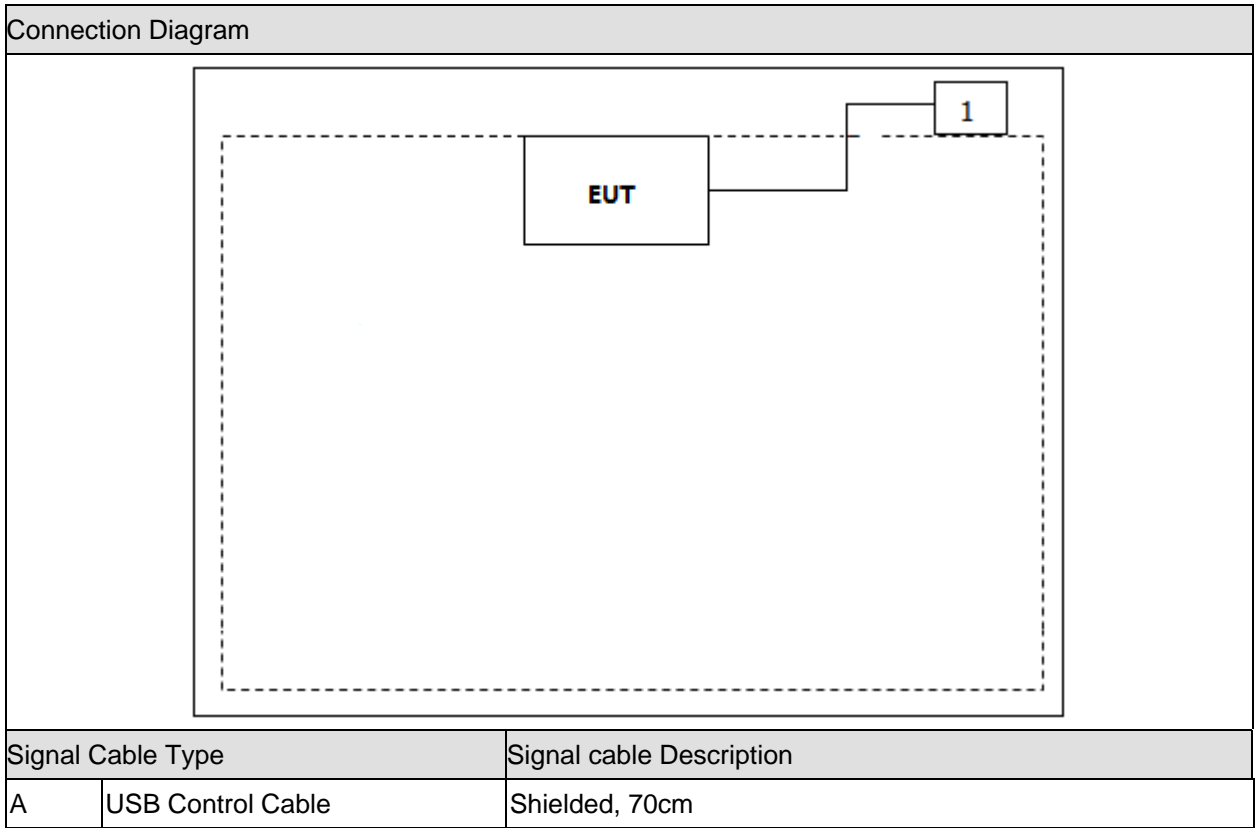 Connection Diagram
1
EUT
Signal Cable Type Signal cable Description
A USB Control Cable Shielded, 70cm